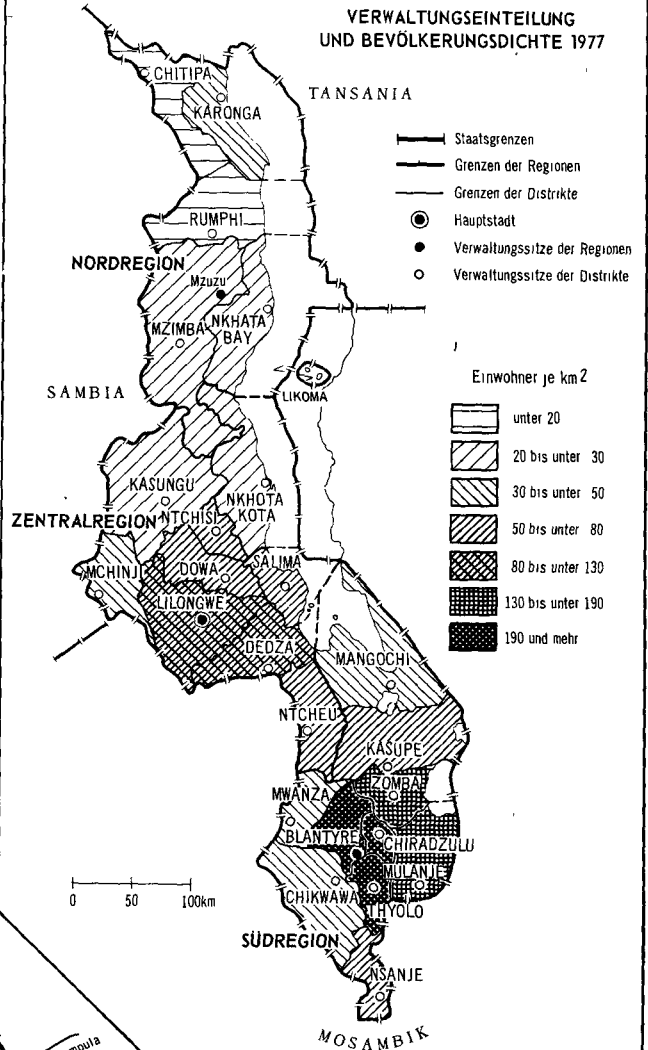 VERWALTUNGSEINTEILUNG
UND BEVÖLKERUNGSDICHTE 1977
CHITIPA
TANSANIA
KARONGA
Staatsgrenzen
Grenzen der Regionen
Grenzen der Distrikte
Hauptstadt
Verwaltungssitze der Regionen
Verwaltungssitze der Distrikte
RUMPHI
NORDREGION
Mzuzu
MZIMBA
NKHATA
BAY
SAMBIA
LIKOMA
Einwohner je km2
unter 20
20 bis unter 30
30 bis unter 50
50 bis unter 80
80 bis unter 130
130 bis unter 190
190 und mehr
KASUNGU
NKHOTA
KOTA
ZENTRALREGION
NTCHISI
MCHINJI
DOWA
SALIMA
LILONGWE
DEDZA
MANGOCHI
NTCHEU
KASUPE
MWANZA
ZOMBA
BLANTYRE
CHIRADZULU
MULANJE
CHIKWAWA
THYOLO
0 50 100km
SÜDREGION
NSANJE
MOSAMBIK